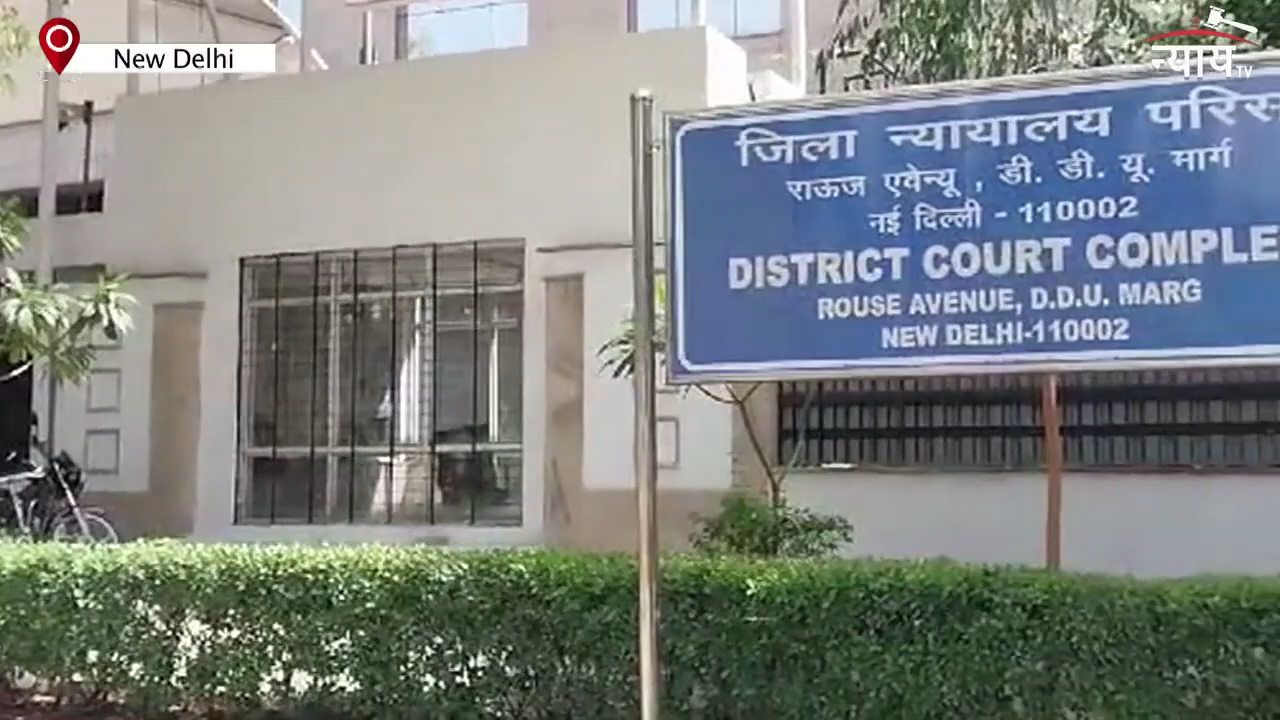 New Delhi
न्याय TV
जिला न्यायालय परिस
राऊज एवेन्यू , डी. डी. यू. मार्ग
नई दिल्ली - 110002
DISTRICT COURT COMPLE
ROUSE AVENUE, D.D.U. MARG
NEW DELHI-110002